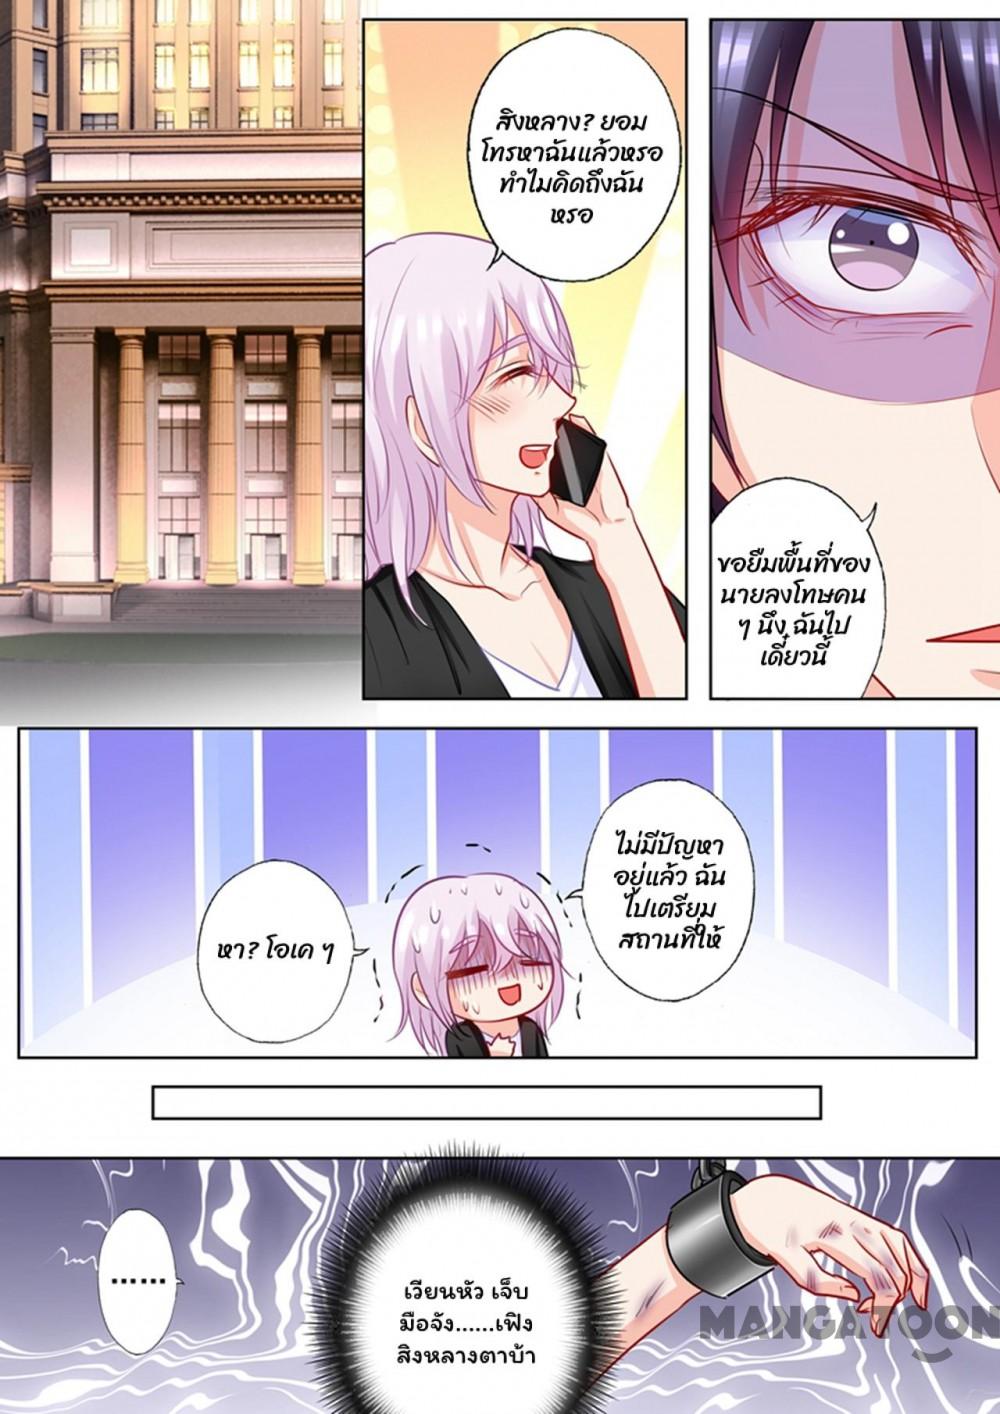 สิงหลาง? ยอม
โทรหาฉันแล้วหรอ
ทำไมคิดถึงฉัน
หรอ
ขอยืมพื้นที่ของ
นายลงโทษคน
ๆ นึง ฉันไป
เดี๋ยวนี้
ไม่มีปัญหา
อยู่แล้ว ฉัน
ไปเตรียม
สถานที่ให้
หา? โอเค ๆ
......
เวียนหัว เจ็บ
มือจัง......เฟิง
สิงหลางตาบ้า
MANGATOON